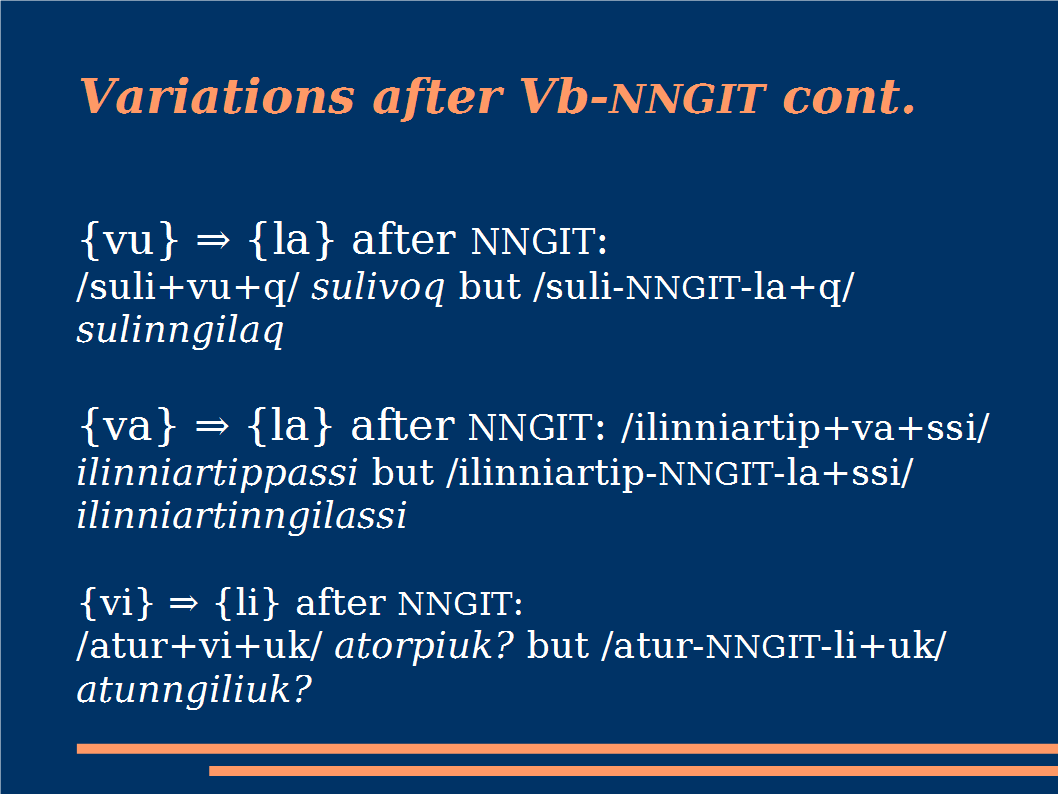 Variations after Vb-NNGIT cont.
{vu} ⇒ {la} after NNGIT:
/suli+vu+q/ sulivoq but /suli-NNGIT-la+q/
sulinngilaq
{va} ⇒ {la} after NNGIT: /ilinniartip+va+ssi/
ilinniartippassi but /ilinniartip-NNGIT-la+ssi/
ilinniartinngilassi
{vi} ⇒ {li} after NNGIT:
/atur+vi+uk/ atorpiuk? but /atur-NNGIT-li+uk/
atunngiliuk?